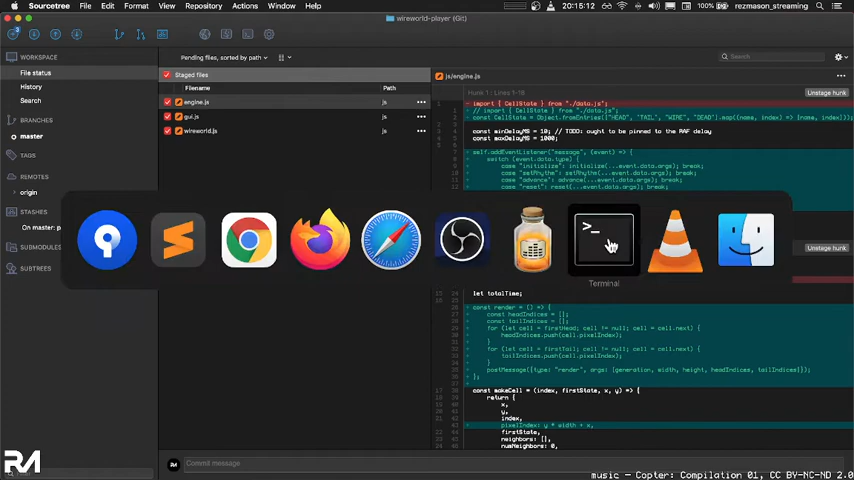 Sourcetree File Edit View Repository Actions Window Help 100% 20:15:12 rezmason_streaming
wireworld-player (Git)
Pending files, sorted by path
Search
WORKSPACE
File status
History
Search
BRANCHES
master
TAGS
REMOTES
origin
STASHES
On master:
SUBMODULES
SUBTREES
Staged files
Filename Path
engine.js js
gui.js js
wireworld.js js
js/engine.js
Hunk 1 : Lines 1-18
Unstage hunk
import { CellState } from "./data.js";
// import { CellState } from "./data.js";
const CellState = Object.fromEntries(["HEAD", "TAIL", "WIRE", "DEAD"].map((name, index) => [name, index
const minDelayMS = 10; // TODO: ought to be pinned to the RAF delay
const maxDelayMS = 1000;
self.addEventListener("message", (event) => {
switch (event.data.type) {
case "initialize": initialize(...event.data.args); break;
case "advance": advance(...event.data.args); break;
case "reset": reset(...event.data.args); break;
Terminal
Unstage hunk
let totalTime;
const render = () => {
const headIndices = [];
const tailIndices = [];
for (let cell = firstHead; cell != null; cell = cell.next) {
headIndices.push(cell.pixelIndex);
}
for (let cell = firstTail; cell != null; cell = cell.next) {
tailIndices.push(cell.pixelIndex);
}
postMessage({type: "render", args: [generation, width, height, headIndices, tailIndices]});
};
const makeCell = (index, firstState, x, y) => {
return {
x,
y,
index,
pixelIndex: y * width + x,
firstState,
neighbors: [],
numNeighbors: 0,
Commit message
RM
music - Copter: Compilation 01, CC BY-NC-ND 2.0